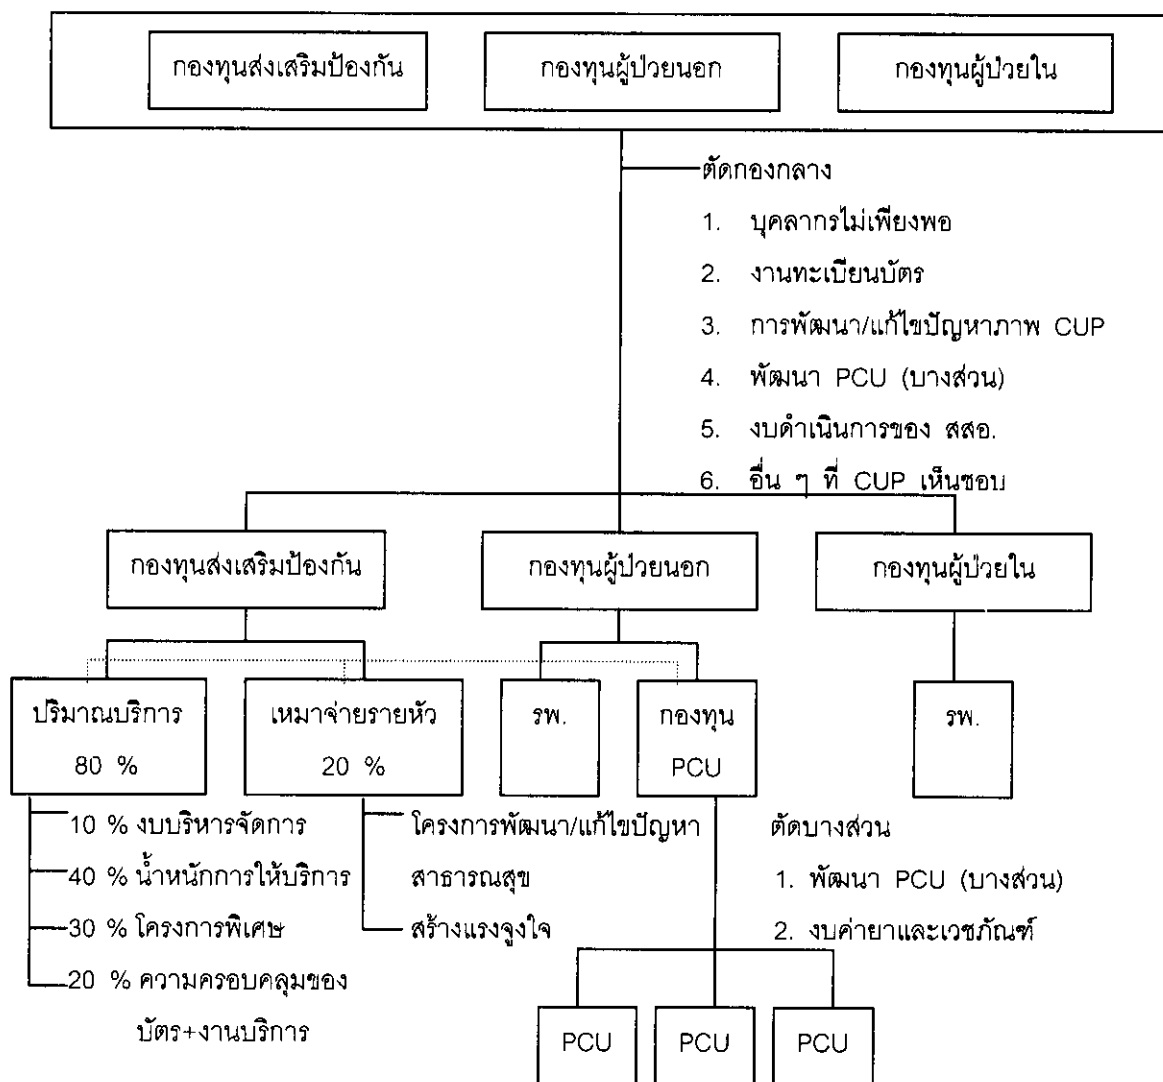 กองทุนส่งเสริมป้องกัน
กองทุนผู้ป่วยนอก
กองทุนผู้ป่วยใน
ตัดกองกลาง
1. บุคลากรไม่เพียงพอ
2. งานทะเบียนบัตร
3. การพัฒนา/แก้ไขปัญหาภาพ CUP
4. พัฒนา PCU (บางส่วน)
5. งบดำเนินการของ สสอ.
6. อื่น ๆ ที่ CUP เห็นชอบ
กองทุนส่งเสริมป้องกัน
กองทุนผู้ป่วยนอก
กองทุนผู้ป่วยใน
ปริมาณบริการ
80 %
เหมาจ่ายรายหัว
20 %
รพ.
กองทุน
PCU
รพ.
10 % งบบริหารจัดการ
40 % น้ำหนักการให้บริการ
30 % โครงการพิเศษ
20 % ความครอบคลุมของ
บัตร+งานบริการ
โครงการพัฒนา/แก้ไขปัญหา
สาธารณสุข
สร้างแรงจูงใจ
ตัดบางส่วน
1. พัฒนา PCU (บางส่วน)
2. งบค่ายาและเวชภัณฑ์
PCU
PCU
PCU